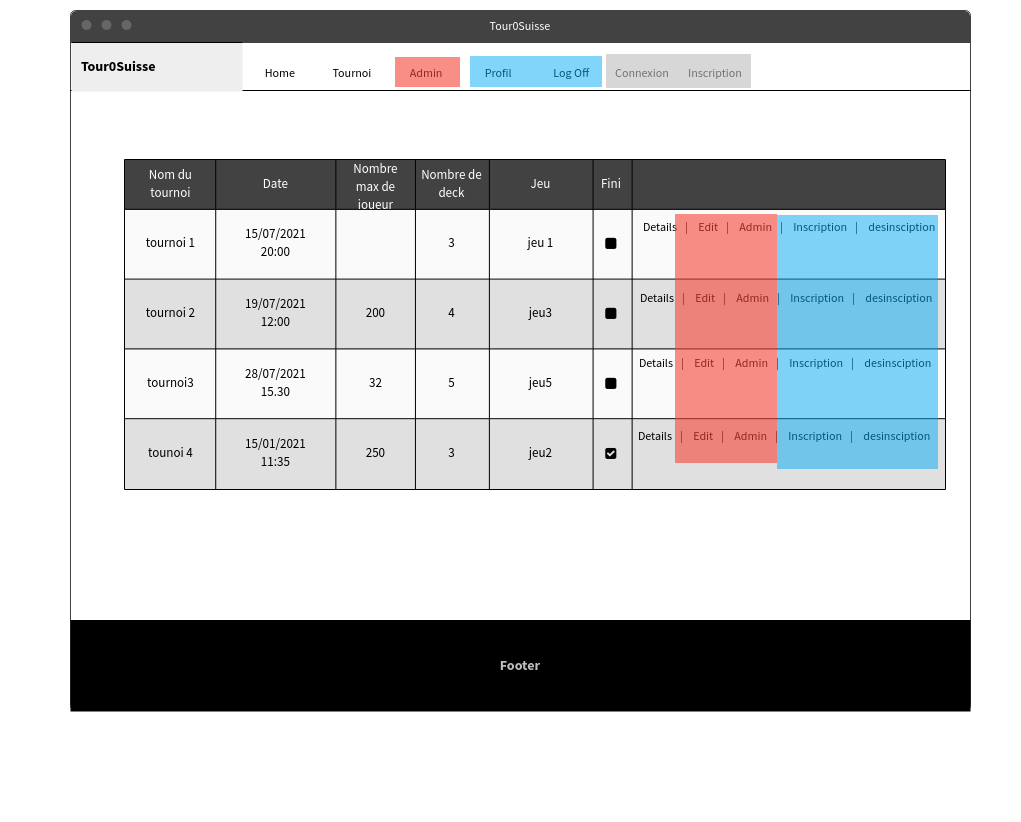 Tour0Suisse
Tour0Suisse
Home Tournoi Admin Profil Log Off Connexion Inscription
Nom du
tournoi
Date
Nombre
max de
joueur
Nombre de
deck
Jeu
Fini
tournoi 1
15/07/2021
20:00
3
jeu 1
Details | Edit | Admin | Inscription | desinsciption
tournoi 2
19/07/2021
12:00
200
4
jeu3
Details | Edit | Admin | Inscription | desinsciption
tournoi3
28/07/2021
15.30
32
5
jeu5
Details | Edit | Admin | Inscription | desinsciption
tounoi 4
15/01/2021
11:35
250
3
jeu2
Details | Edit | Admin | Inscription | desinsciption
Footer